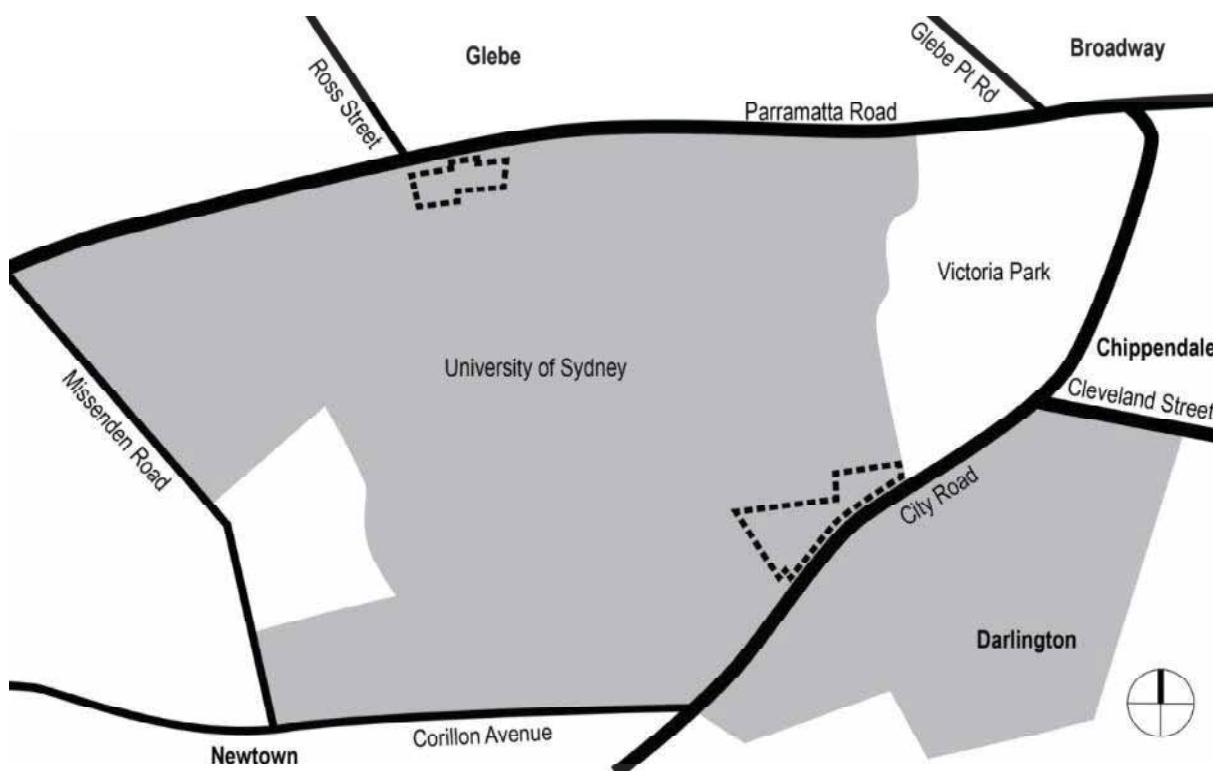 Glebe
Broadway
Glebe Pt Rd
Ross Street
Parramatta Road
Victoria Park
Chippendale
Cleveland Street
University of Sydney
Missenden Road
City Road
Darlington
Corillon Avenue
Newtown